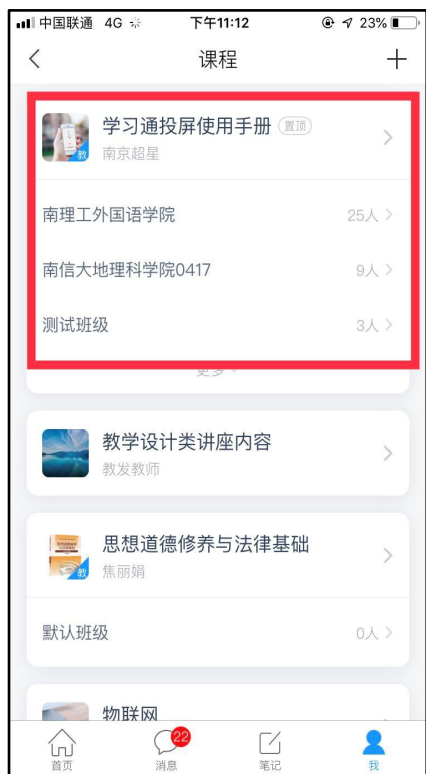 中国联通 4G 下午11:12 23%
课程
学习通投屏使用手册 置顶
教 南京超星
南理工外国语学院 25人
南信大地理科学院0417 9人
测试班级 3人
更多
教学设计类讲座内容
教发教师
思想道德修养与法律基础
教 焦丽娟
默认班级 0人
物联网
22
首页 消息 笔记 我